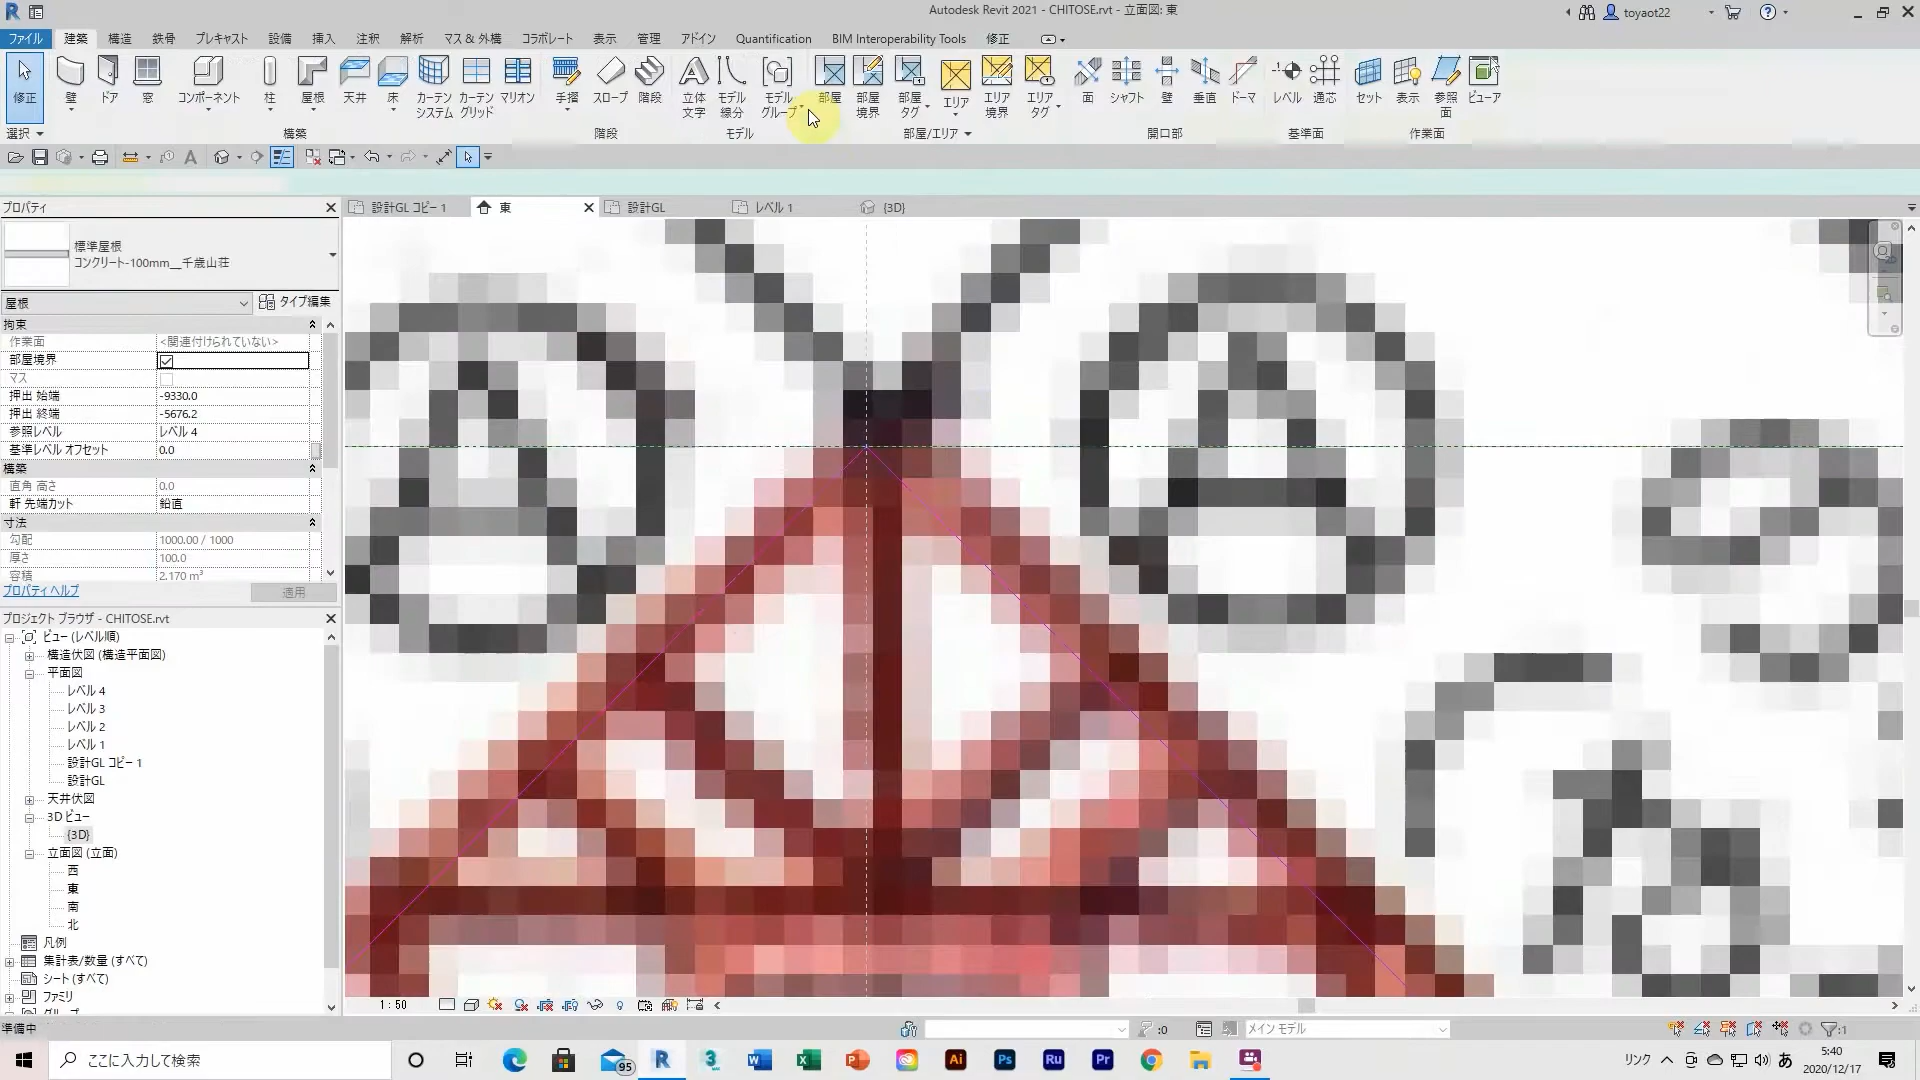 Autodesk Revit 2021 - CHITOSE.rvt - 立面図: 東
toyaot22
ファイル 建築 構造 鉄骨 プレキャスト 設備 挿入 注釈 解析 マス & 外構 コラボレート 表示 管理 アドイン Quantification BIM Interoperability Tools 修正
修正 壁 ドア 窓 コンポーネント 柱 屋根 天井 床 カーテン システム カーテン グリッド マリオン 手摺 スロープ 階段 立体 文字 モデル 線分 モデル グループ 部屋 部屋 境界 部屋 タグ エリア エリア 境界 エリア タグ 面 シャフト 壁 垂直 ドーマ レベル 通芯 セット 表示 参照 面 ビューア
選択 構築 階段 モデル 部屋/エリア 開口部 基準面 作業面
プロパティ
設計GL コピー 1 東 設計GL レベル 1 {3D}
標準屋根
コンクリート-100mm__千歳山荘
屋根 タイプ編集
拘束
作業面 <関連付けられていない>
部屋境界
マス
押出 始端 -9330.0
押出 終端 -5676.2
参照レベル レベル 4
基準レベル オフセット 0.0
構築
直角 高さ 0.0
軒 先端カット 鉛直
寸法
勾配 1000.00 / 1000
厚さ 100.0
容積 2.170 m³
プロパティ ヘルプ 適用
プロジェクト ブラウザ - CHITOSE.rvt
ビュー (レベル順)
構造伏図 (構造平面図)
平面図
レベル 4
レベル 3
レベル 2
レベル 1
設計GL コピー 1
設計GL
天井伏図
3D ビュー
{3D}
立面図 (立面)
西
東
南
北
凡例
集計表/数量 (すべて)
シート (すべて)
ファミリ
グループ
1 : 50
準備中
:0
メイン モデル
:1
ここに入力して検索
95
リンク
あ
5:40
2020/12/17